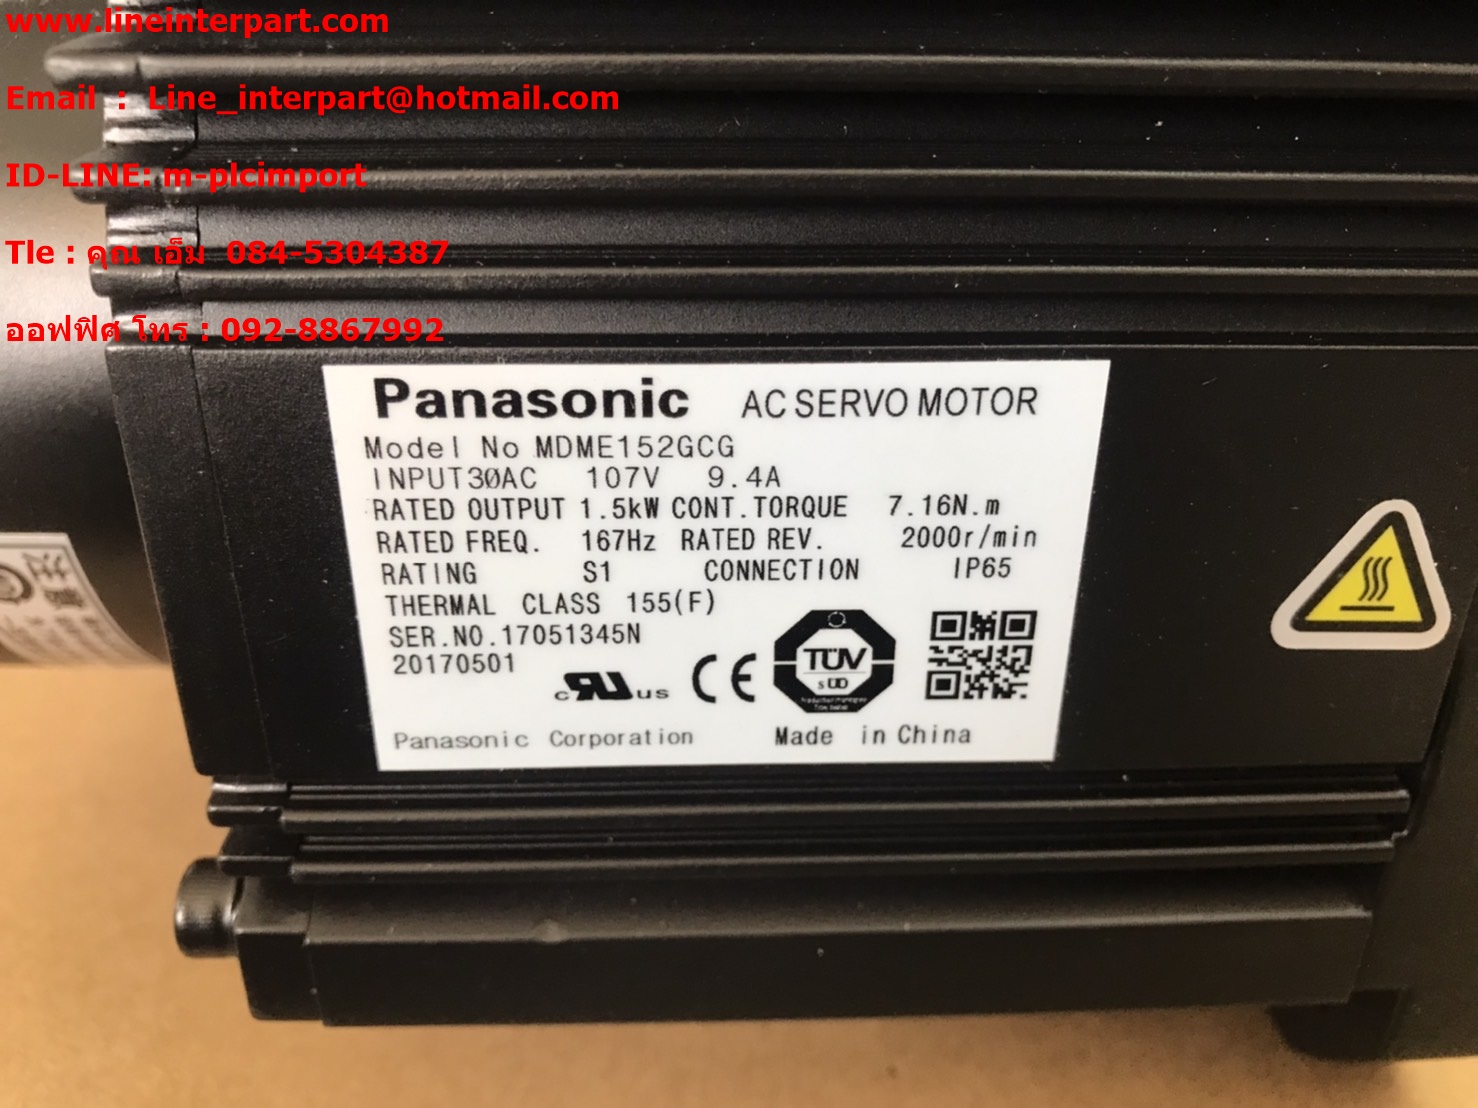 www.lineinterpart.com
Email : Line_interpart@hotmail.com
ID-LINE: m-plcimport
Tle : คุณ เอ็ม 084-5304387
ออฟฟิศ โทร : 092-8867992
Panasonic AC SERVO MOTOR
Model No MDME152GCG
INPUT3ØAC 107V 9.4A
RATED OUTPUT 1.5kW CONT.TORQUE 7.16N.m
RATED FREQ. 167Hz RATED REV. 2000r/min
RATING S1 CONNECTION IP65
THERMAL CLASS 155(F)
SER.NO.17051345N
20170501
c RU us CE TÜV
SÜD
Panasonic Corporation Made in China